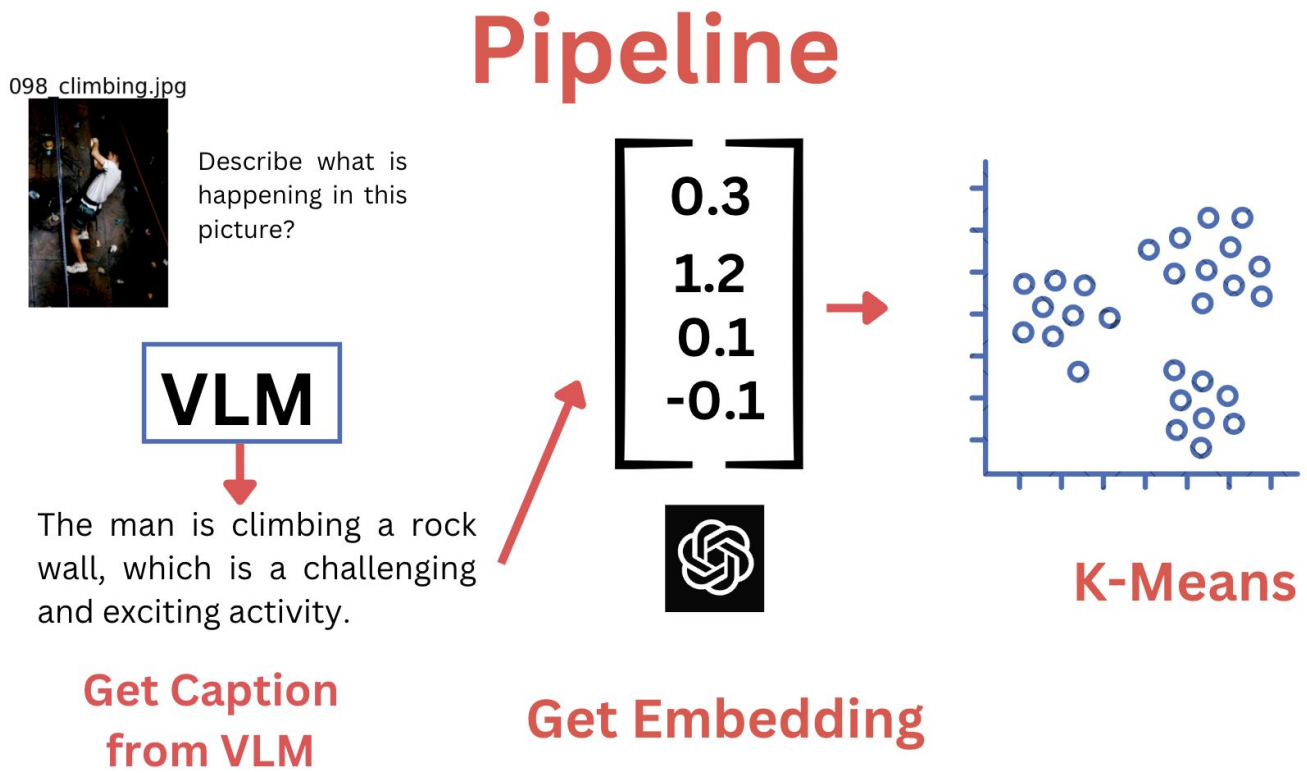 Pipeline
098_climbing.jpg
Describe what is
happening in this
picture?
VLM
The man is climbing a rock
wall, which is a challenging
and exciting activity.
Get Caption
from VLM
0.3
1.2
0.1
-0.1
Get Embedding
K-Means